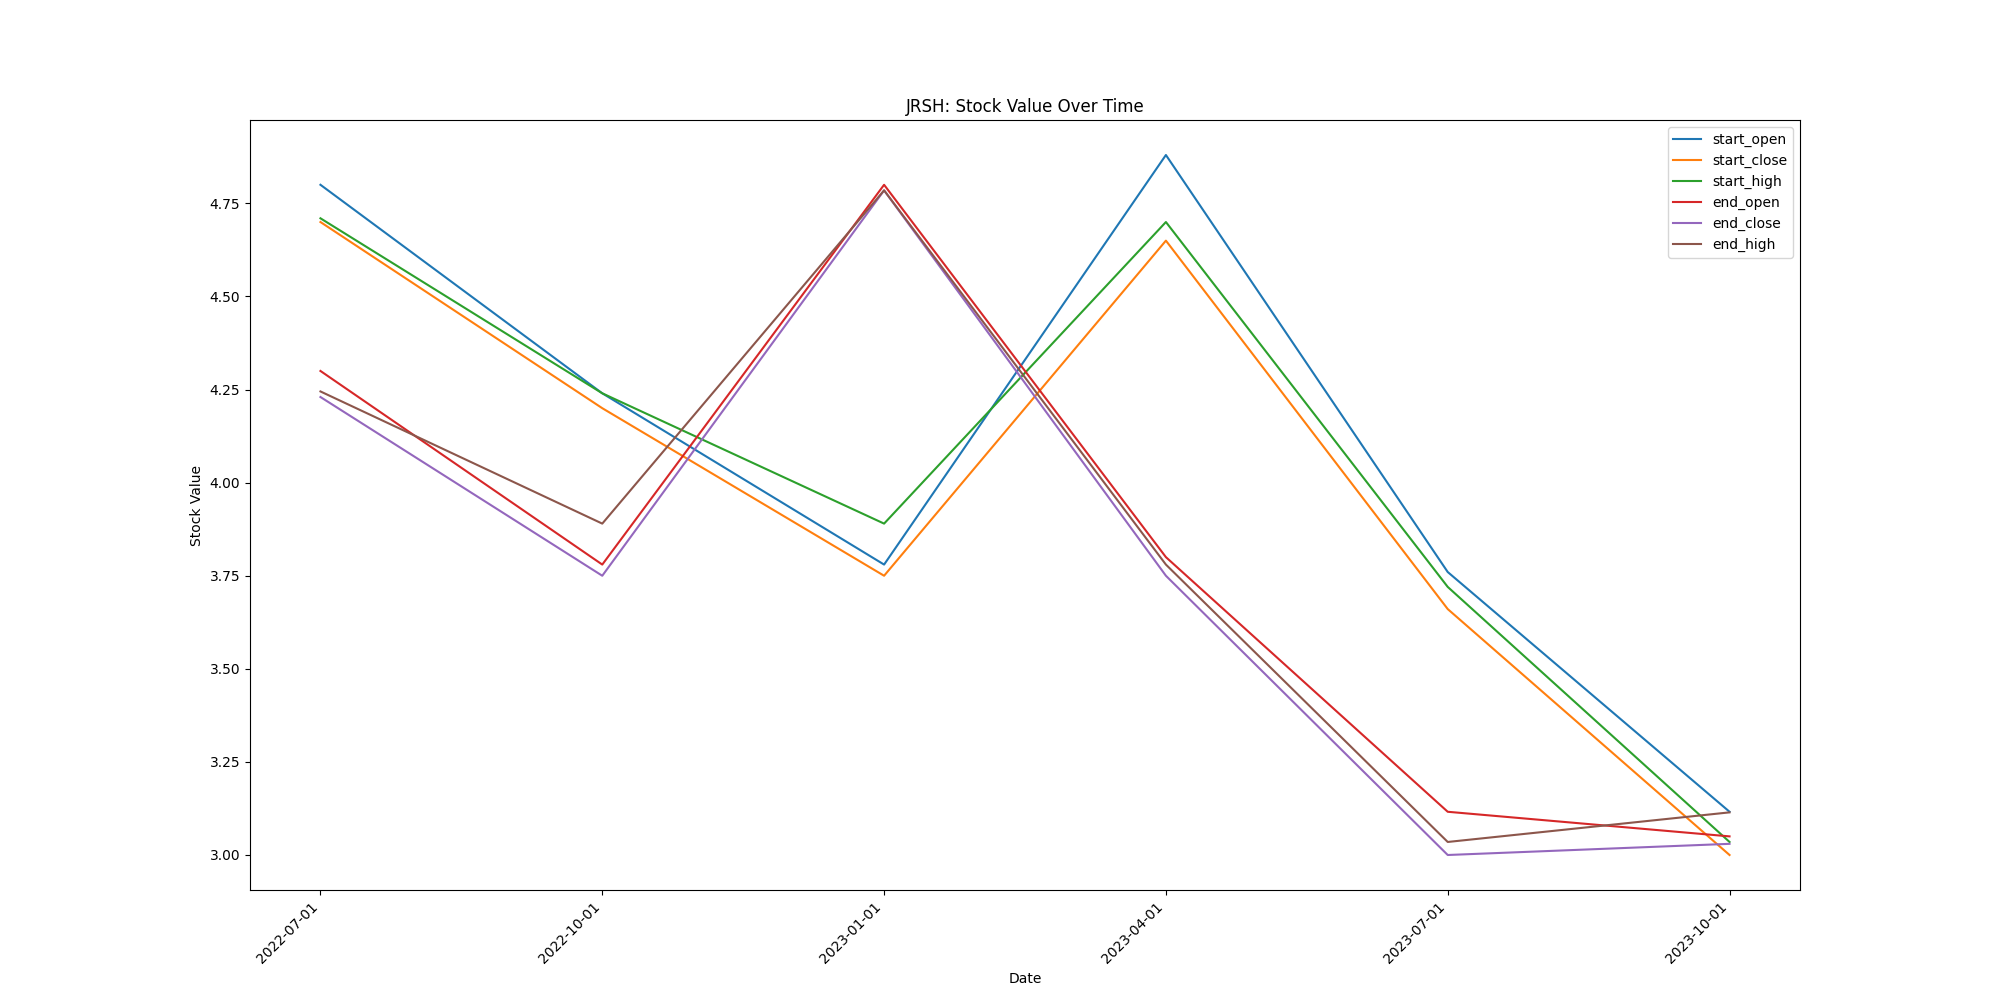 JRSH: Stock Value Over Time
start_open
start_close
start_high
end_open
end_close
end_high
Stock Value
4.75
4.50
4.25
4.00
3.75
3.50
3.25
3.00
2022-07-01
2022-10-01
2023-01-01
2023-04-01
2023-07-01
2023-10-01
Date